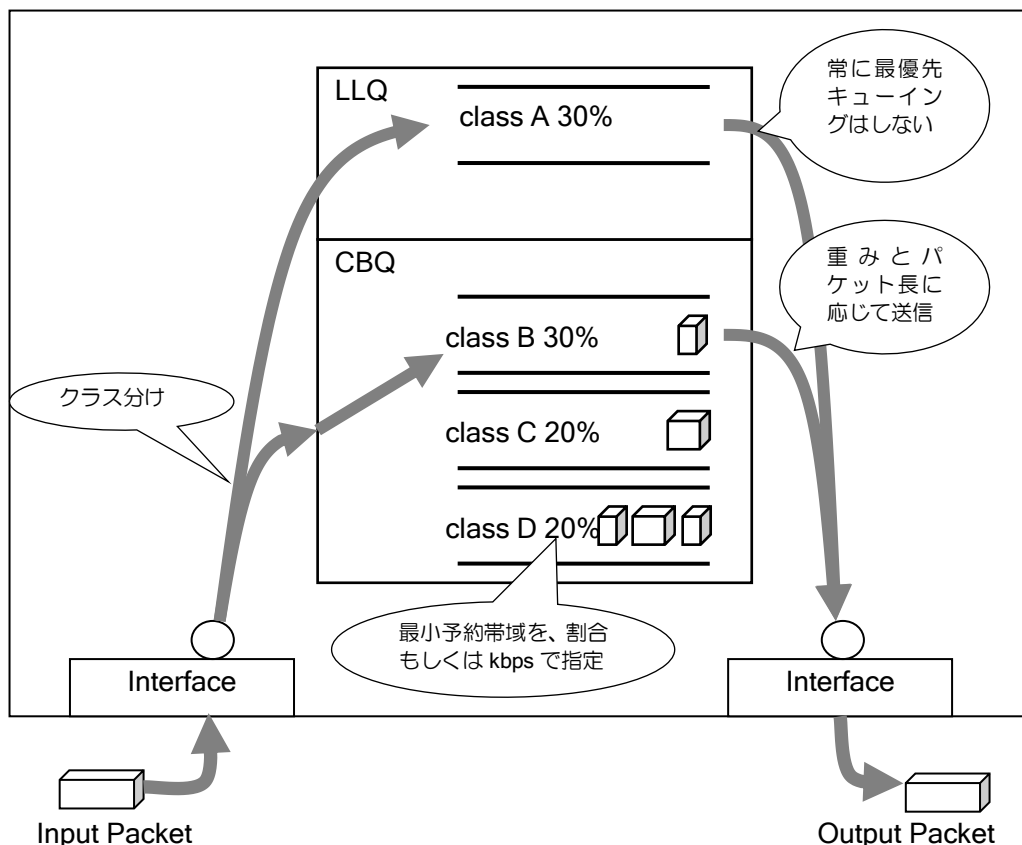 LLQ
class A 30%
常に最優先
キューイン
グはしない
CBQ
重みとパ
ケット長に
応じて送信
class B 30%
クラス分け
class C 20%
class D 20%
最小予約帯域を、割合
もしくは kbps で指定
Interface
Interface
Input Packet
Output Packet